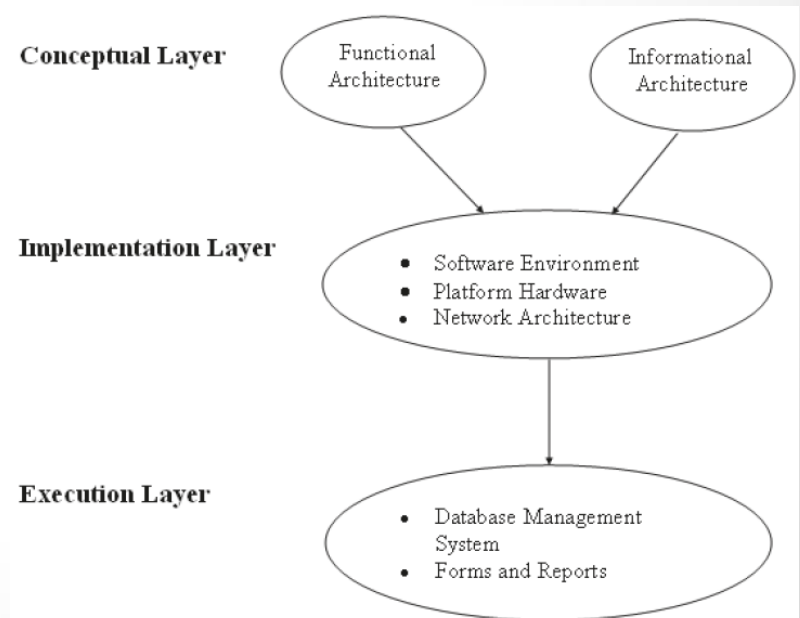 Conceptual Layer
Functional
Architecture
Informational
Architecture
Implementation Layer
• Software Environment
• Platform Hardware
• Network Architecture
Execution Layer
• Database Management
System
• Forms and Reports